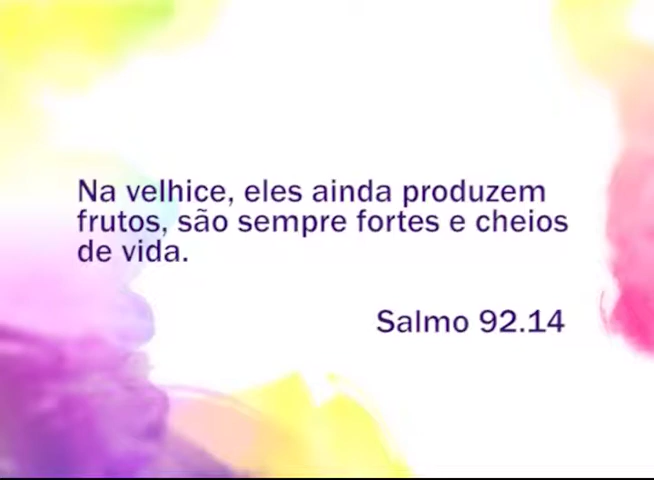 Na velhice, eles ainda produzem
frutos, são sempre fortes e cheios
de vida.
Salmo 92.14